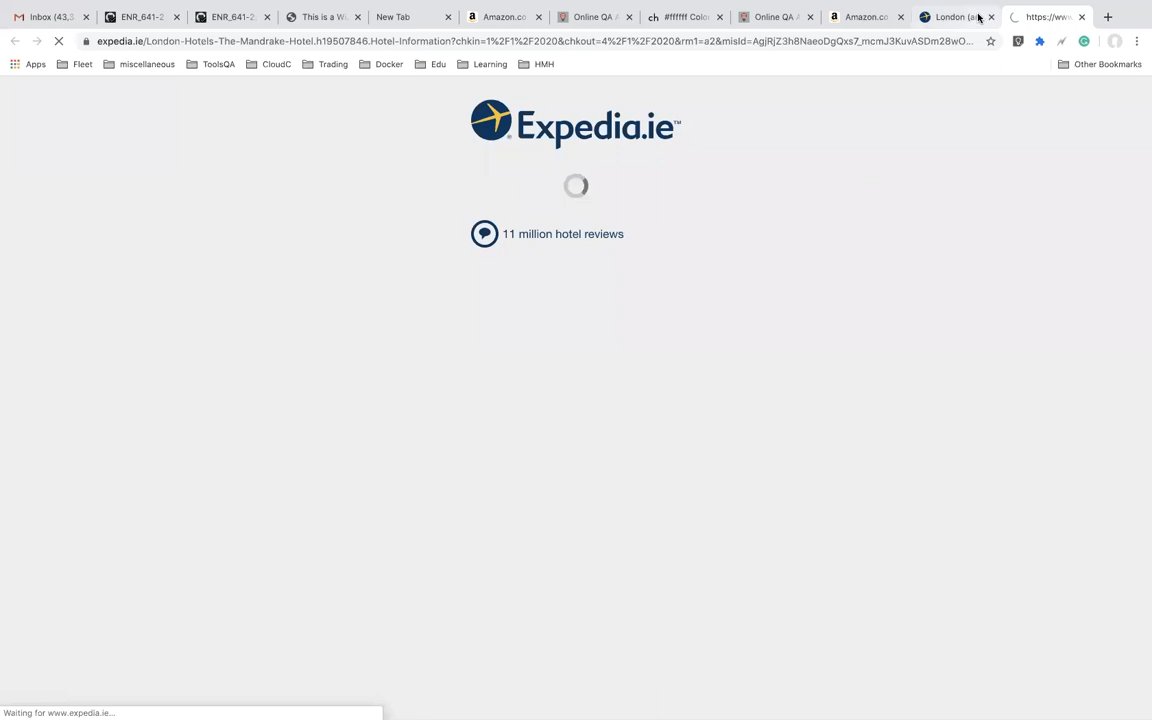 Inbox (43,3 ENR_641-2 ENR_641-2 This is a Wi New Tab Amazon.co Online QA A #ffffff Colo Online QA A Amazon.co London (a https://ww
expedia.ie/London-Hotels-The-Mandrake-Hotel.h19507846.Hotel-Information?chkin=1%2F1%2F2020&chkout=4%2F1%2F2020&rm1=a2&misId=AgjRjZ3h8NaeoDgQxs7_mcmJ3KuvASDm28wO...
Apps Fleet miscellaneous ToolsQA CloudC Trading Docker Edu Learning HMH Other Bookmarks
Expedia.ie™
11 million hotel reviews
Waiting for www.expedia.ie...